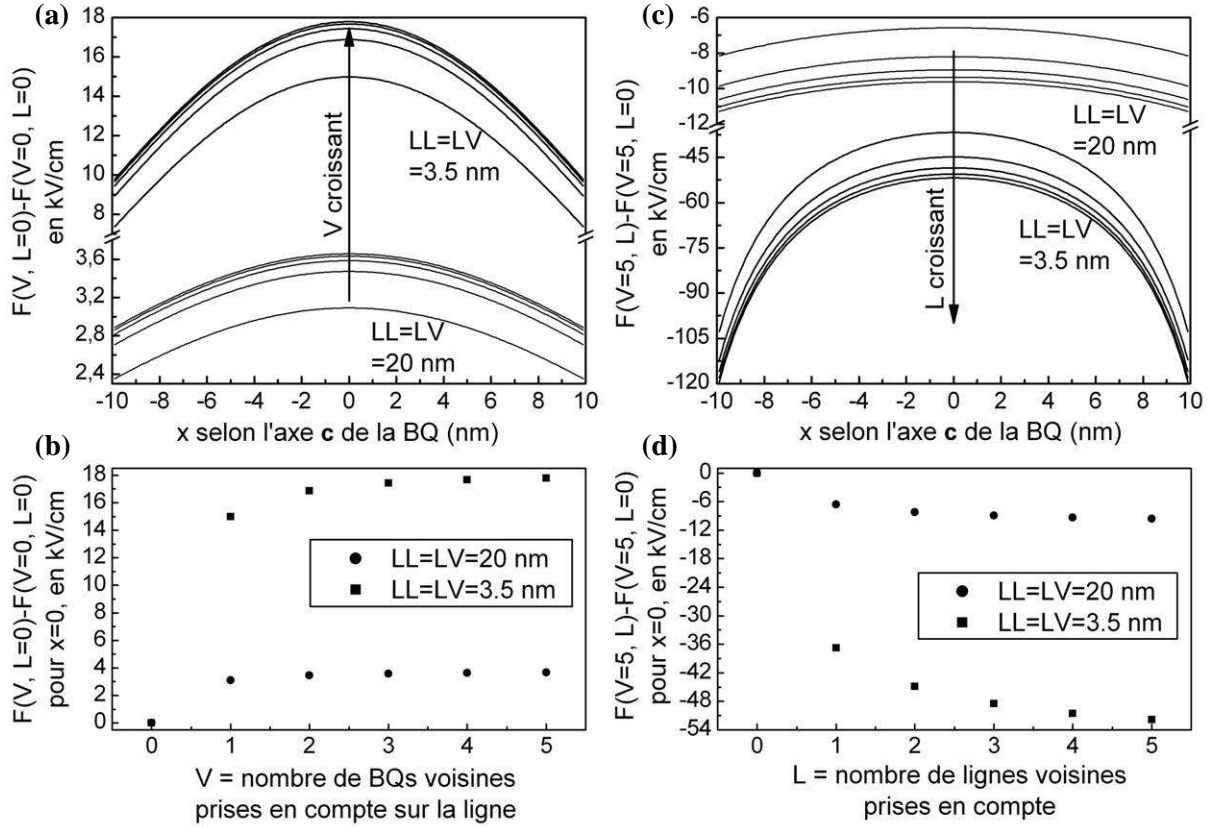 (a)
F(V, L=0)-F(V=0, L=0)
en kV/cm
18
16
14
12
10
8
3,6
3,2
2,8
2,4
LL=LV
=3.5 nm
V croissant
LL=LV
=20 nm
-10 -8 -6 -4 -2 0 2 4 6 8 10
x selon l'axe c de la BQ (nm)
(c)
F(V=5, L)-F(V=5, L=0)
en kV/cm
-6
-8
-10
-12
-45
-60
-75
-90
-105
-120
LL=LV
=20 nm
L croissant
LL=LV
=3.5 nm
-10 -8 -6 -4 -2 0 2 4 6 8 10
x selon l'axe c de la BQ (nm)
(b)
F(V, L=0)-F(V=0, L=0)
pour x=0, en kV/cm
18
16
14
12
10
8
6
4
2
0
LL=LV=20 nm
LL=LV=3.5 nm
0 1 2 3 4 5
V = nombre de BQs voisines
prises en compte sur la ligne
(d)
F(V=5, L)-F(V=5, L=0)
pour x=0, en kV/cm
0
-6
-12
-18
-24
-30
-36
-42
-48
-54
LL=LV=20 nm
LL=LV=3.5 nm
0 1 2 3 4 5
L = nombre de lignes voisines
prises en compte